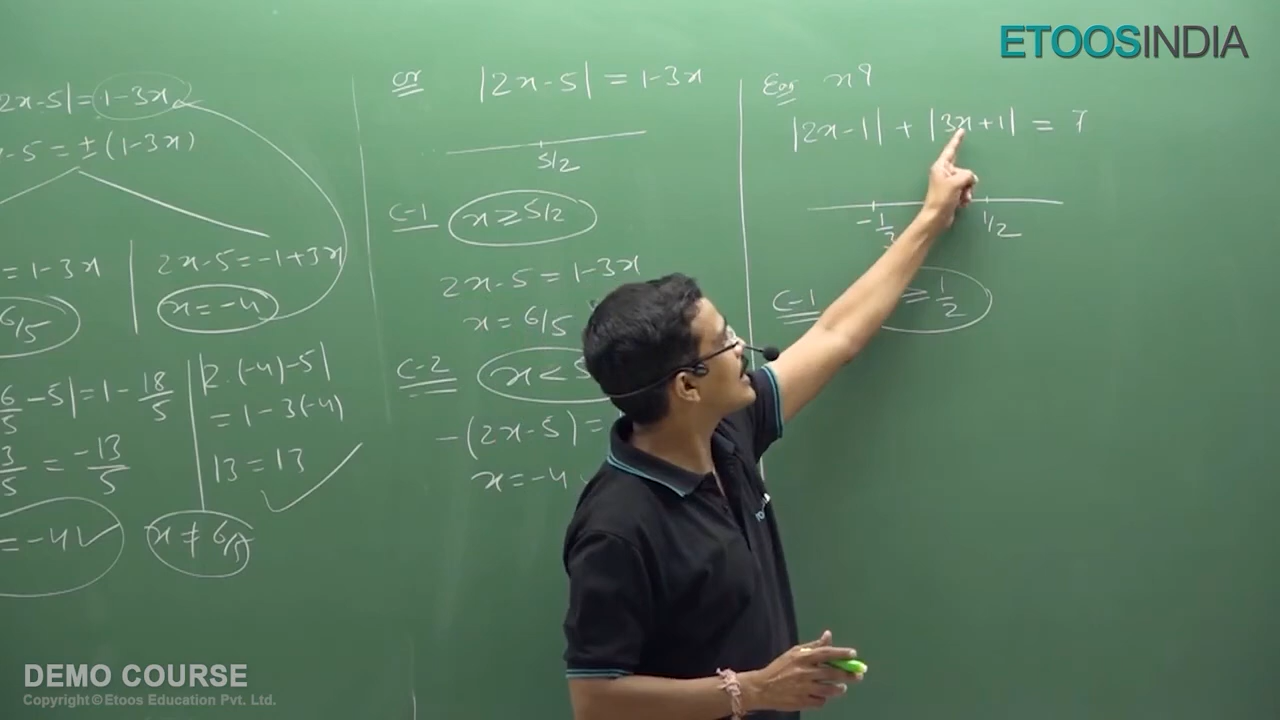 ETOOSINDIA
2x-5| = 1-3x
x-5 = ± (1-3x)
= 1-3x
2x-5 = -1+3x
6/5
x = -4
6/5 -5| = 1- 18/5
3/5 = -13/5
|2.(-4)-5|
= 1-3(-4)
13 = 13
= -4 ✓
x ≠ 6/5
or |2x-5| = 1-3x
5/2
C-1 x ≥ 5/2
2x-5 = 1-3x
x = 6/5
C-2 x < 5
-(2x-5) =
x = -4
x?
|2x-1| + |3x+1| = 7
-1/3 1/2
C-1 ≥ 1/2
DEMO COURSE
Copyright © Etoos Education Pvt. Ltd.